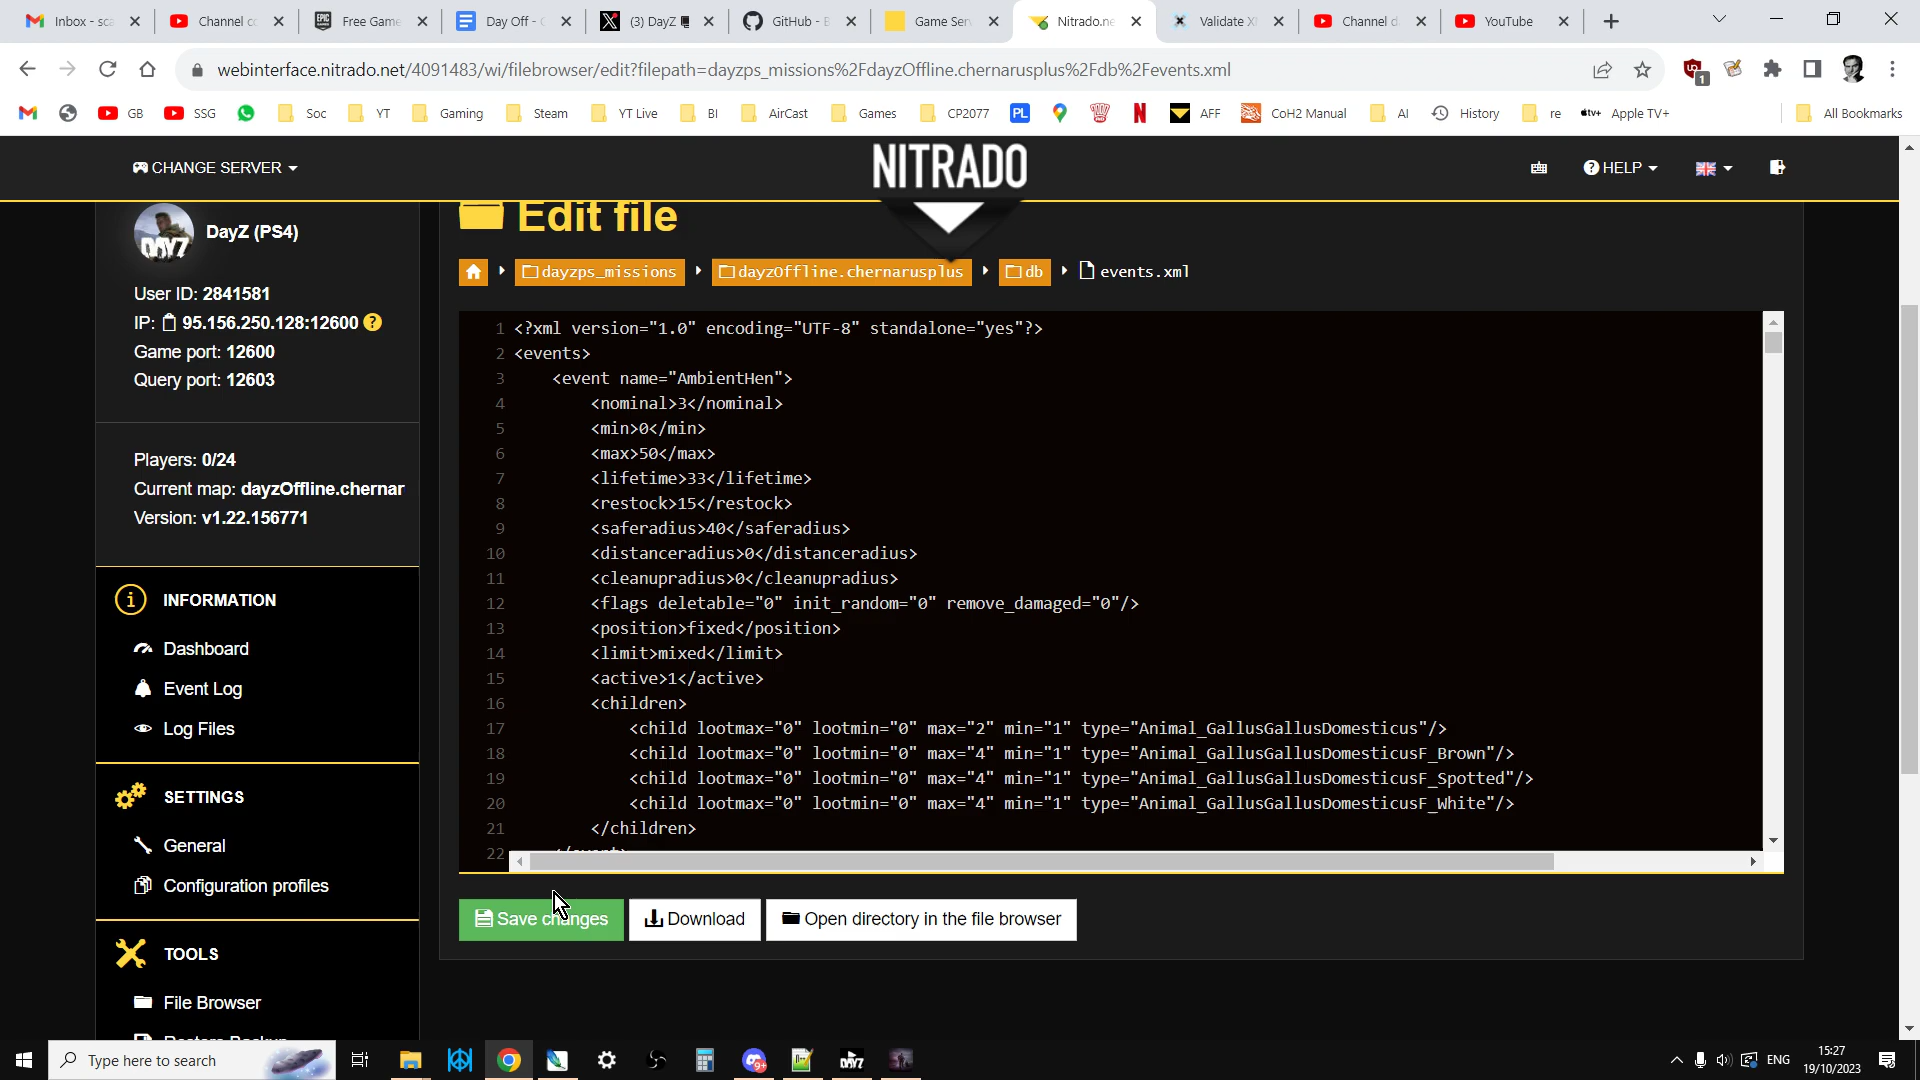 Inbox - sca
Channel co
Free Game
Day Off - C
(3) DayZ
GitHub - B
Game Ser
Nitrado.ne
Validate X
Channel d
YouTube
webinterface.nitrado.net/4091483/wi/filebrowser/edit?filepath=dayzps_missions%2FdayzOffline.chernarusplus%2Fdb%2Fevents.xml
1
GB
SSG
Soc
YT
Gaming
Steam
YT Live
BI
AirCast
Games
CP2077
PL
AFF
CoH2 Manual
AI
History
re
Apple TV+
All Bookmarks
CHANGE SERVER
NITRADO
HELP
DAYZ
DayZ (PS4)
User ID: 2841581
IP: 95.156.250.128:12600 ?
Game port: 12600
Query port: 12603
Players: 0/24
Current map: dayzOffline.chernar
Version: v1.22.156771
INFORMATION
Dashboard
Event Log
Log Files
SETTINGS
General
Configuration profiles
TOOLS
File Browser
Edit file
dayzps_missions
dayzOffline.chernarusplus
db
events.xml
1 <?xml version="1.0" encoding="UTF-8" standalone="yes"?>
2 <events>
3 <event name="AmbientHen">
4 <nominal>3</nominal>
5 <min>0</min>
6 <max>50</max>
7 <lifetime>33</lifetime>
8 <restock>15</restock>
9 <saferadius>40</saferadius>
10 <distanceradius>0</distanceradius>
11 <cleanupradius>0</cleanupradius>
12 <flags deletable="0" init_random="0" remove_damaged="0"/>
13 <position>fixed</position>
14 <limit>mixed</limit>
15 <active>1</active>
16 <children>
17 <child lootmax="0" lootmin="0" max="2" min="1" type="Animal_GallusGallusDomesticus"/>
18 <child lootmax="0" lootmin="0" max="4" min="1" type="Animal_GallusGallusDomesticusF_Brown"/>
19 <child lootmax="0" lootmin="0" max="4" min="1" type="Animal_GallusGallusDomesticusF_Spotted"/>
20 <child lootmax="0" lootmin="0" max="4" min="1" type="Animal_GallusGallusDomesticusF_White"/>
21 </children>
22 </event>
Save changes
Download
Open directory in the file browser
Type here to search
ENG
15:27
19/10/2023